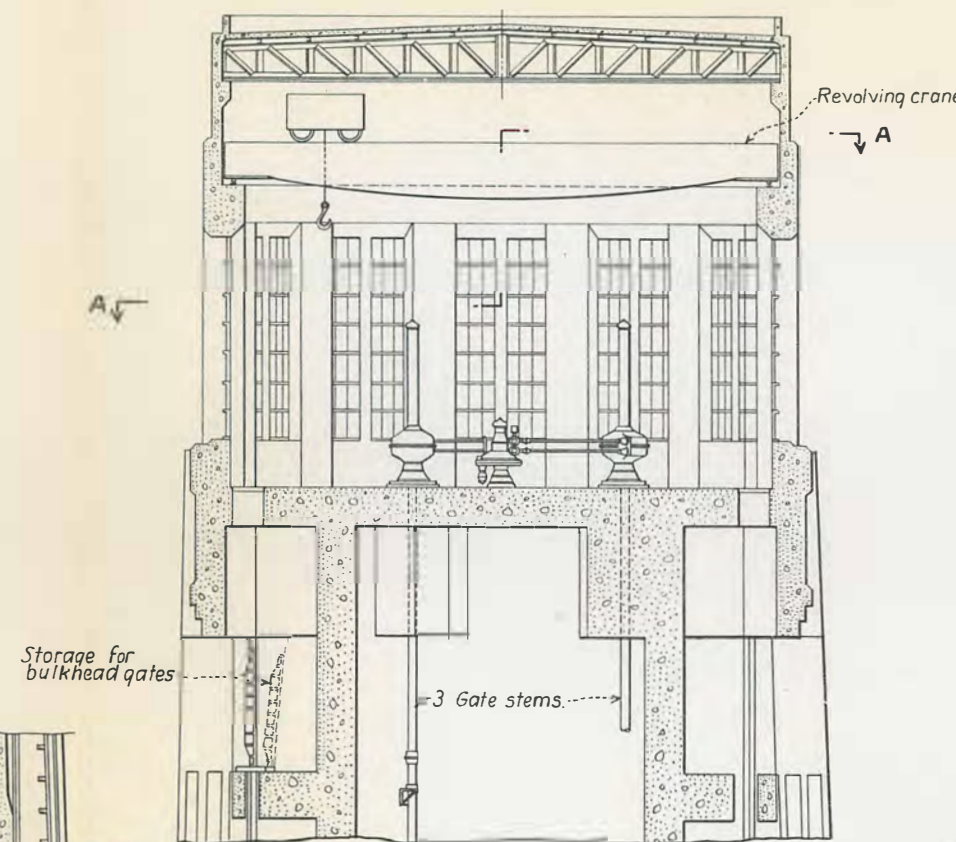 Revolving crane
A
A
Storage for
bulkhead gates
3 Gate stems.